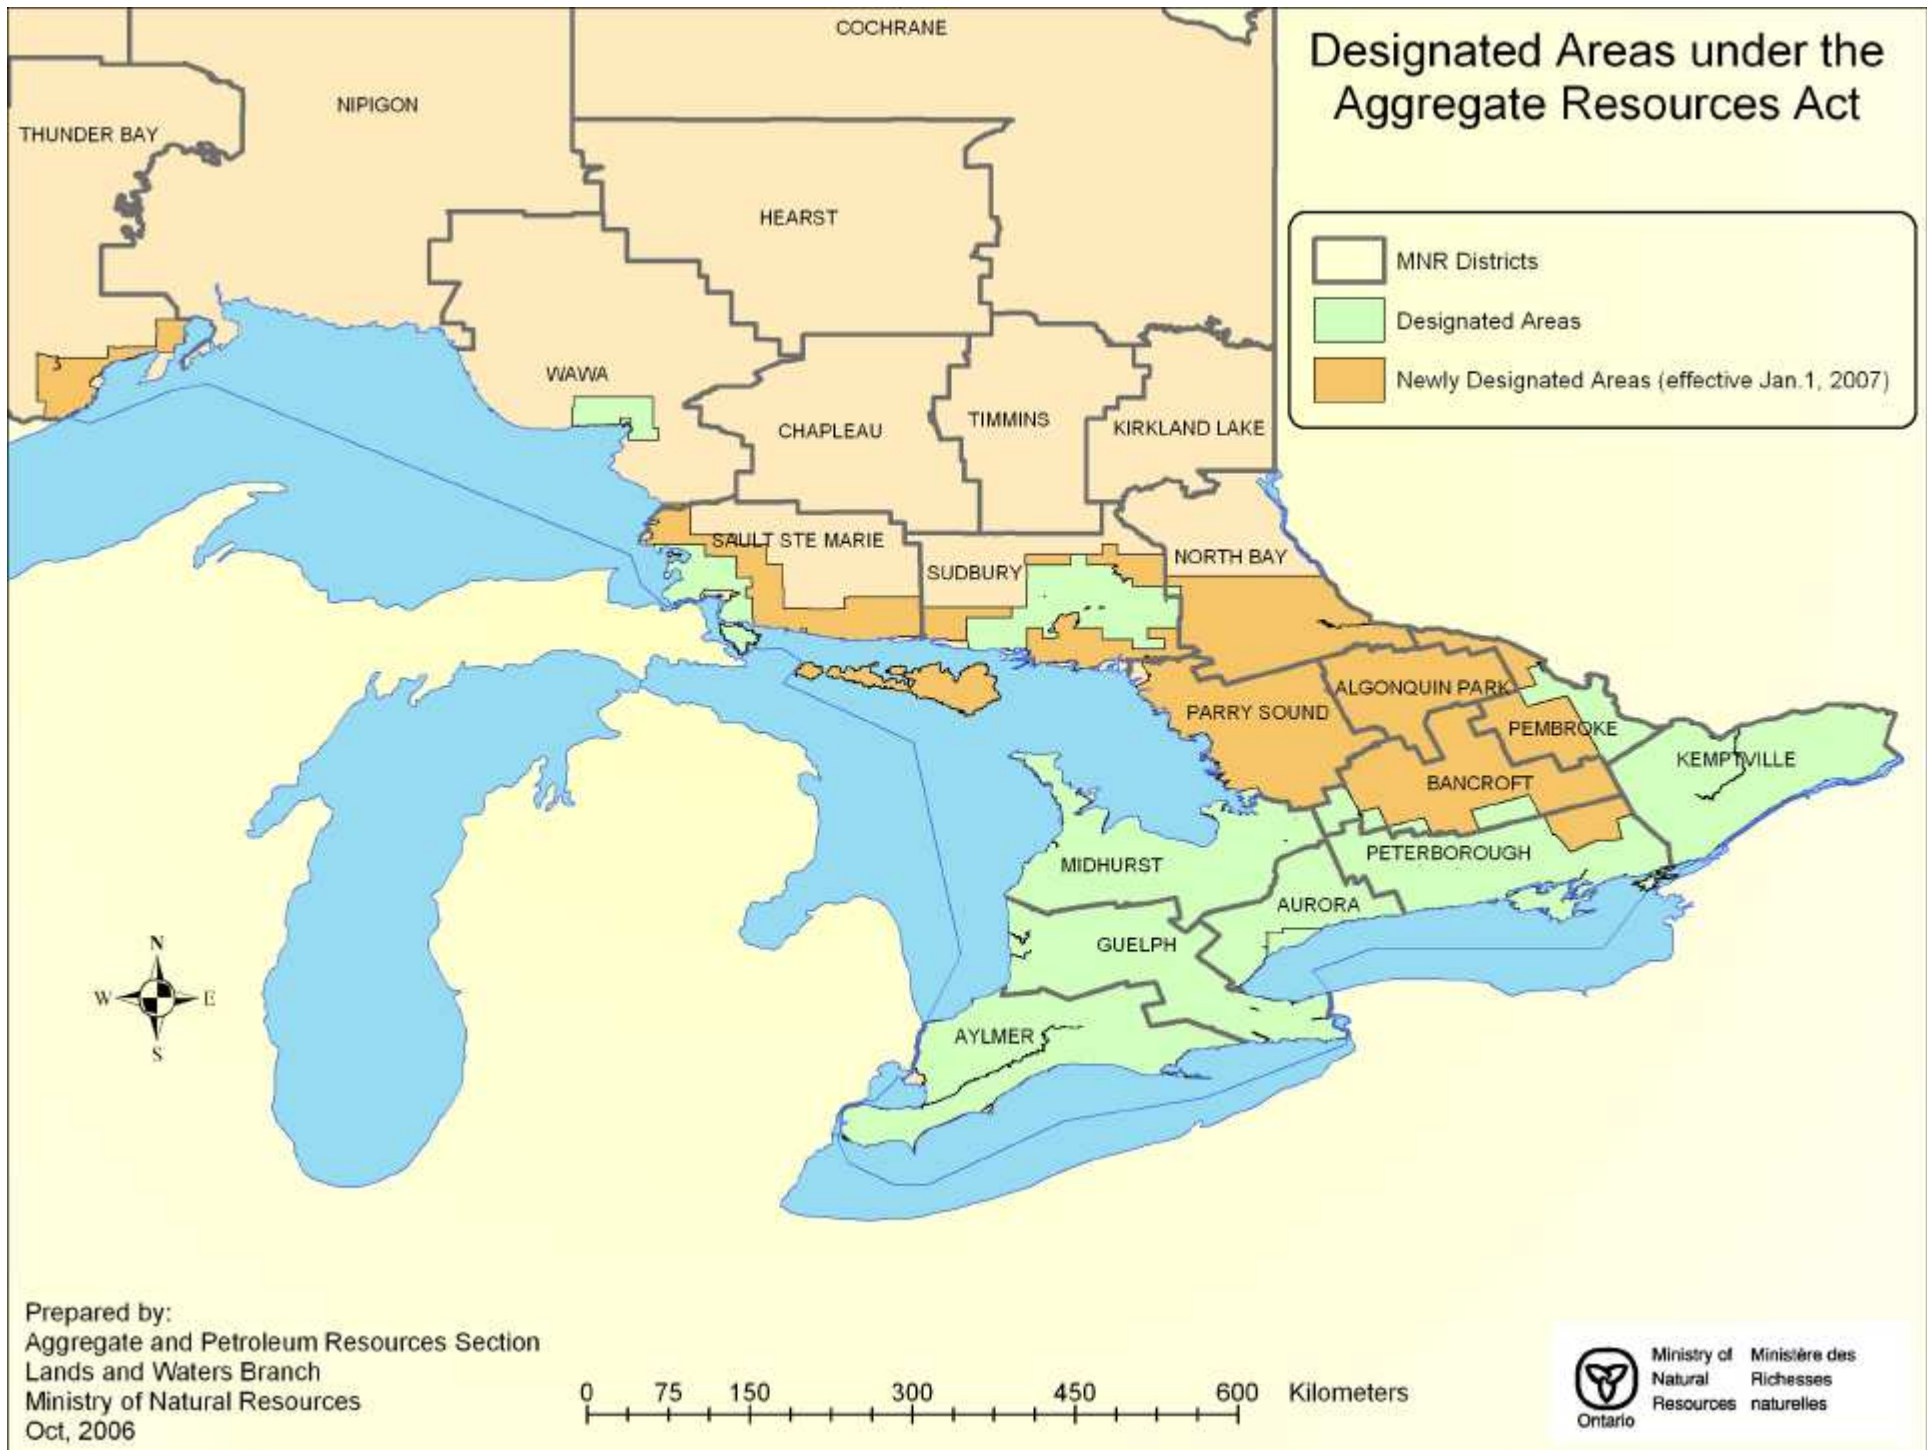 Designated Areas under the
Aggregate Resources Act
MNR Districts
Designated Areas
Newly Designated Areas (effective Jan.1, 2007)
COCHRANE
NIPIGON
THUNDER BAY
HEARST
WAWA
CHAPLEAU
TIMMINS
KIRKLAND LAKE
SAULT STE MARIE
SUDBURY
NORTH BAY
ALGONQUIN PARK
PARRY SOUND
PEMBROKE
KEMPTVILLE
BANCROFT
PETERBOROUGH
MIDHURST
AURORA
GUELPH
AYLMER
N
W E
S
Prepared by:
Aggregate and Petroleum Resources Section
Lands and Waters Branch
Ministry of Natural Resources
Oct, 2006
0 75 150 300 450 600 Kilometers
Ontario
Ministry of
Natural
Resources
Ministère des
Richesses
naturelles